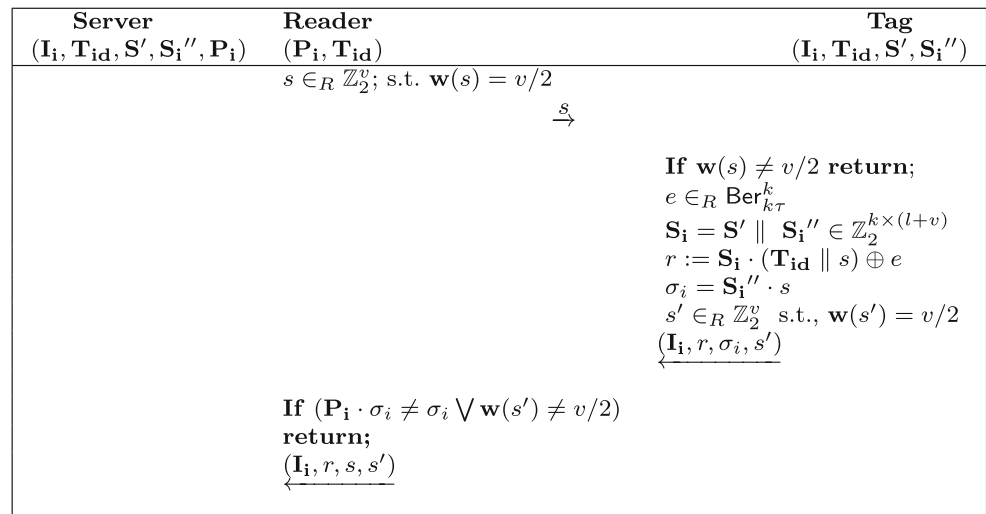 Server Reader Tag
(I_i, T_id, S′, S_i″, P_i) (P_i, T_id) (I_i, T_id, S′, S_i″)
s ∈_R ℤ_2^v; s.t. w(s) = v/2
s →
If w(s) ≠ v/2 return;
e ∈_R Ber_{kτ}^k
S_i = S′ ∥ S_i″ ∈ ℤ_2^{k×(l+v)}
r := S_i · (T_id ∥ s) ⊕ e
σ_i = S_i″ · s
s′ ∈_R ℤ_2^v s.t., w(s′) = v/2
(I_i, r, σ_i, s′) ←
If (P_i · σ_i ≠ σ_i ⋁ w(s′) ≠ v/2)
return;
(I_i, r, s, s′) ←